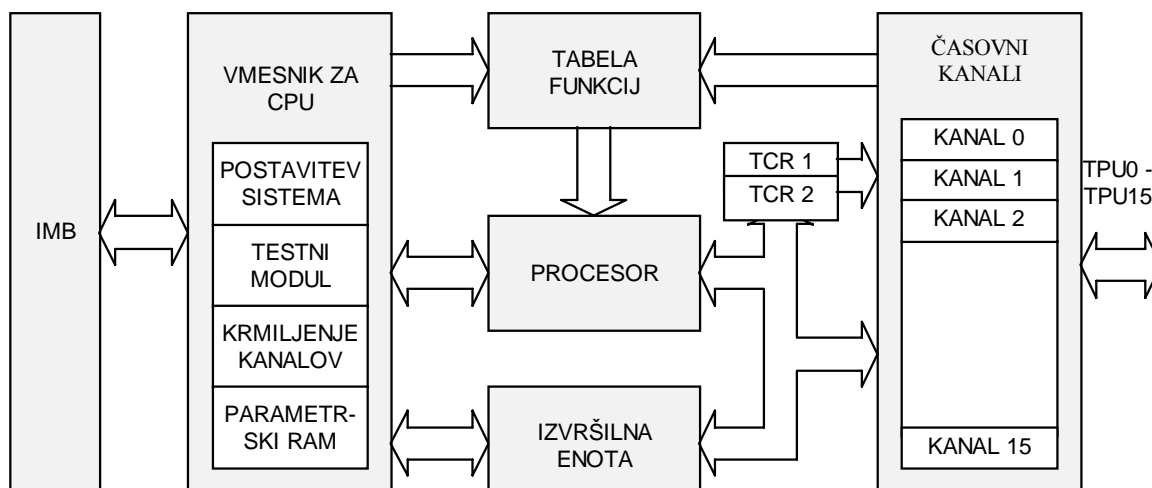 IMB
VMESNIK ZA
CPU
POSTAVITEV
SISTEMA
TESTNI
MODUL
KRMILJENJE
KANALOV
PARAMETR-
SKI RAM
TABELA
FUNKCIJ
PROCESOR
IZVRŠILNA
ENOTA
TCR 1
TCR 2
ČASOVNI
KANALI
KANAL 0
KANAL 1
KANAL 2
KANAL 15
TPU0 -
TPU15